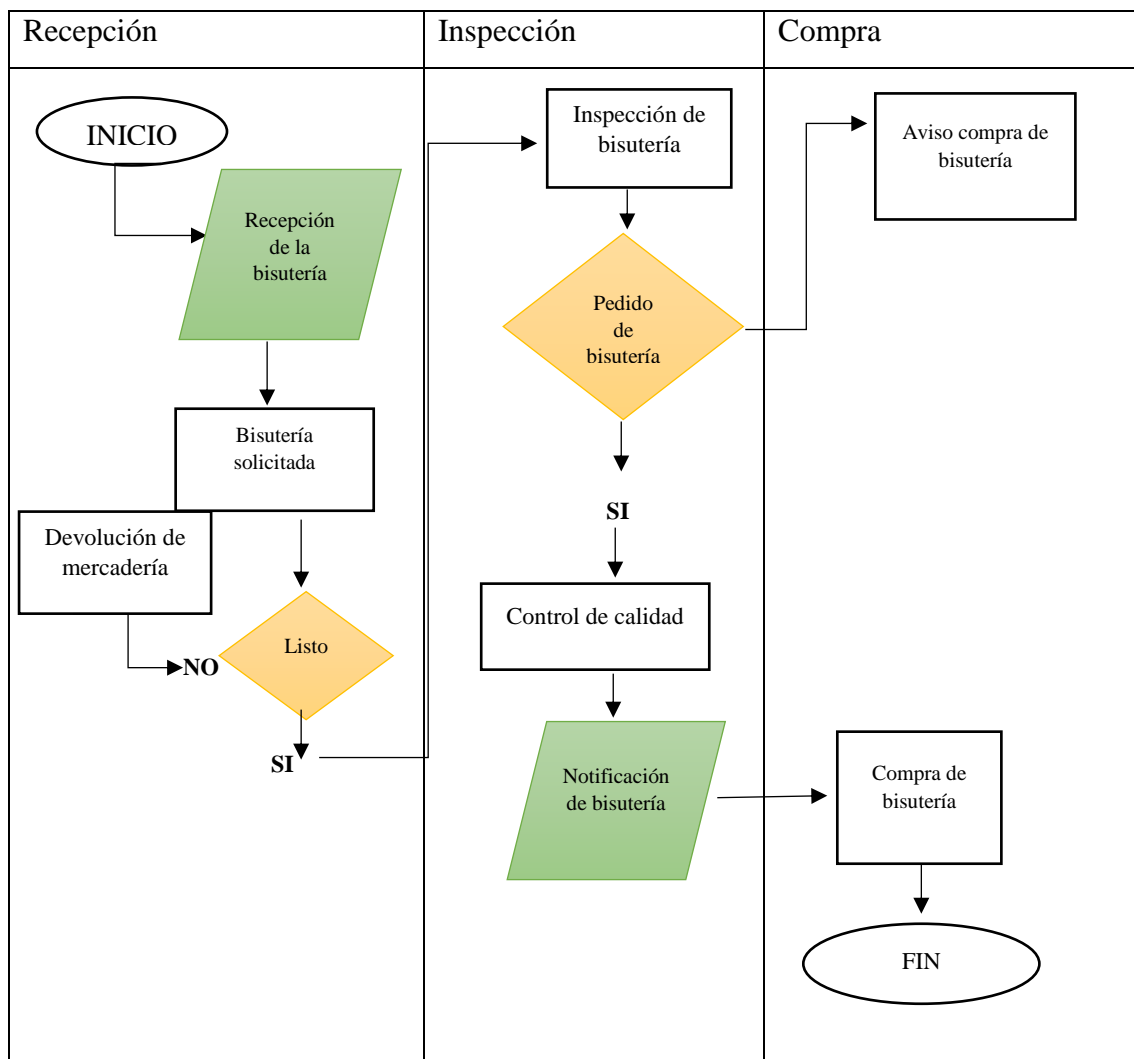 Recepción
Inspección
Compra
INICIO
Recepción
de la
bisutería
Bisutería
solicitada
Devolución de
mercadería
Listo
NO
SI
Inspección de
bisutería
Pedido
de
bisutería
SI
Control de calidad
Notificación
de bisutería
Aviso compra de
bisutería
Compra de
bisutería
FIN